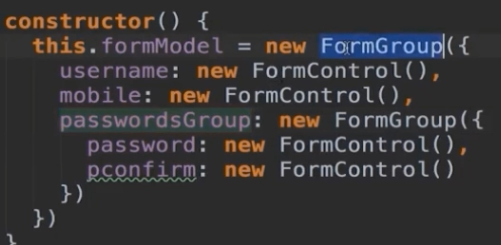 constructor() {
this.formModel = new FormGroup({
username: new FormControl(),
mobile: new FormControl(),
passwordsGroup: new FormGroup({
password: new FormControl(),
pconfirm: new FormControl()
})
})
}